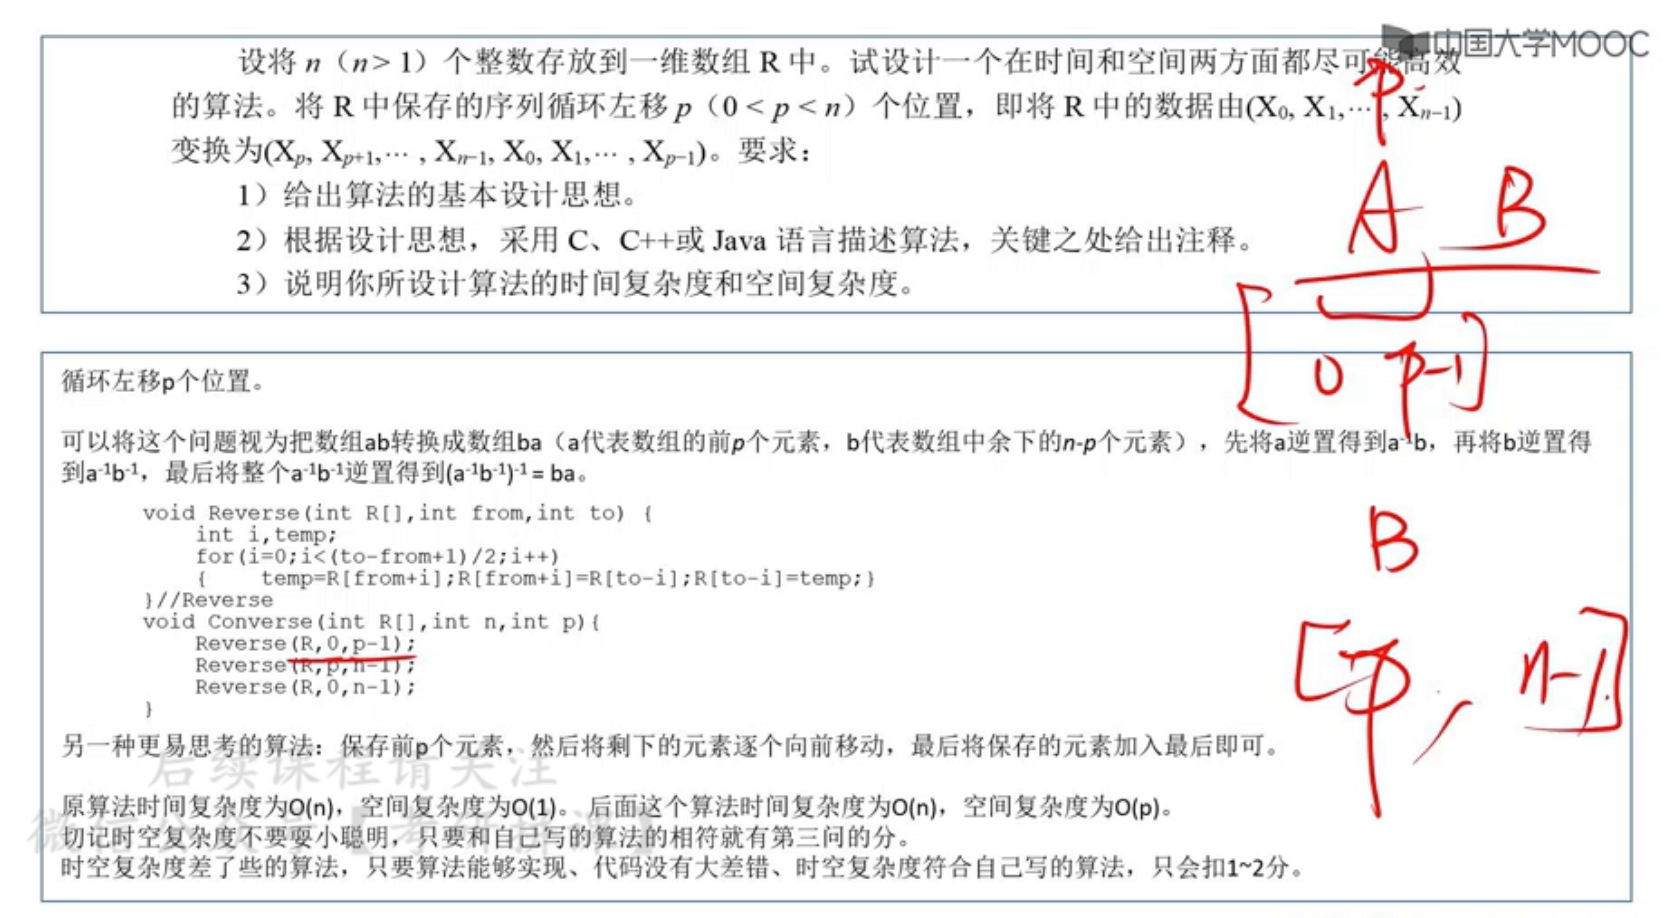 中国大学MOOC
设将 n（n > 1）个整数存放到一维数组 R 中。试设计一个在时间和空间两方面都尽可能高效
的算法。将 R 中保存的序列循环左移 p（0 < p < n）个位置，即将 R 中的数据由(X₀, X₁,⋯, Xₙ₋₁)
变换为(Xₚ, Xₚ₊₁,⋯ , Xₙ₋₁, X₀, X₁,⋯ , Xₚ₋₁)。要求：
1）给出算法的基本设计思想。
2）根据设计思想，采用 C、C++或 Java 语言描述算法，关键之处给出注释。
3）说明你所设计算法的时间复杂度和空间复杂度。
p
A B
[0 p-1]
循环左移p个位置。
可以将这个问题视为把数组ab转换成数组ba（a代表数组的前p个元素，b代表数组中余下的n-p个元素），先将a逆置得到a⁻¹b，再将b逆置得
到a⁻¹b⁻¹，最后将整个a⁻¹b⁻¹逆置得到(a⁻¹b⁻¹)⁻¹ = ba。
void Reverse(int R[],int from,int to) {
int i,temp;
for(i=0;i<(to-from+1)/2;i++)
{ temp=R[from+i];R[from+i]=R[to-i];R[to-i]=temp;}
}//Reverse
void Converse(int R[],int n,int p){
Reverse(R,0,p-1);
Reverse(R,p,n-1);
Reverse(R,0,n-1);
}
B
[p, n-1]
另一种更易思考的算法：保存前p个元素，然后将剩下的元素逐个向前移动，最后将保存的元素加入最后即可。
后续课程请关注
原算法时间复杂度为O(n)，空间复杂度为O(1)。后面这个算法时间复杂度为O(n)，空间复杂度为O(p)。
切记时空复杂度不要耍小聪明，只要和自己写的算法的相符就有第三问的分。
时空复杂度差了些的算法，只要算法能够实现、代码没有大差错、时空复杂度符合自己写的算法，只会扣1~2分。